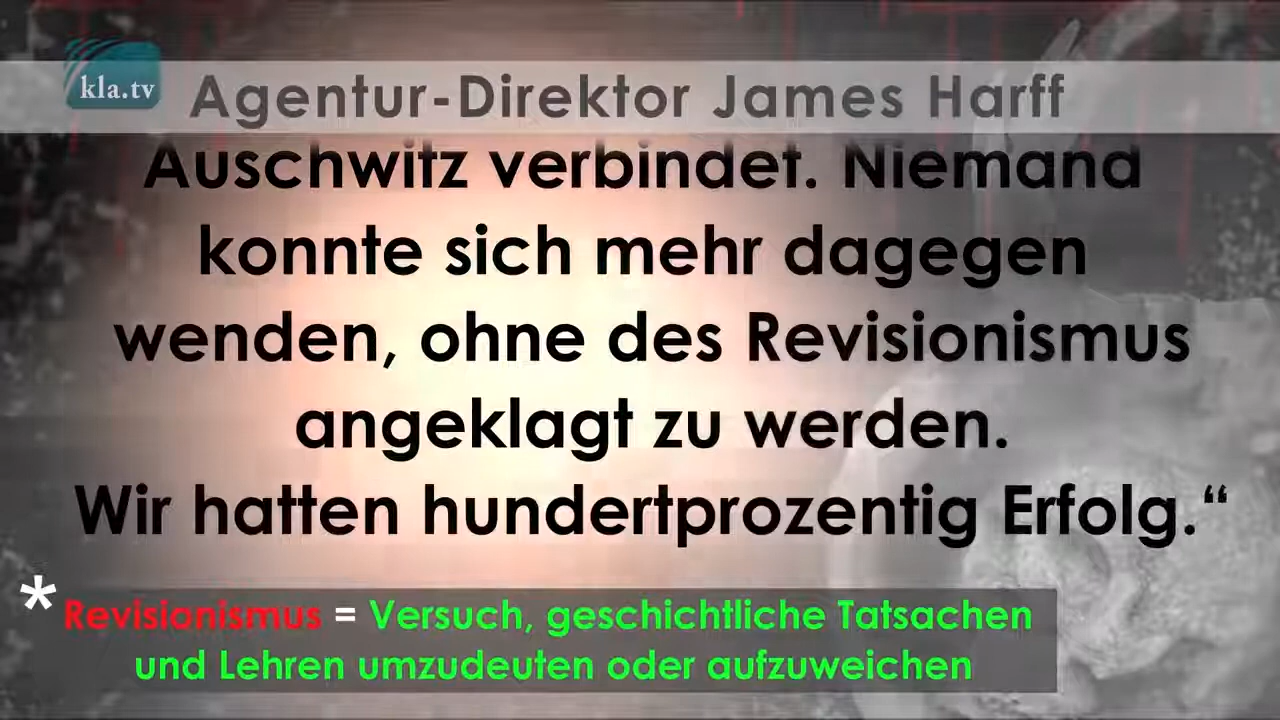 kla.tv
Agentur-Direktor James Harff
Auschwitz verbindet. Niemand
konnte sich mehr dagegen
wenden, ohne des Revisionismus
angeklagt zu werden.
Wir hatten hundertprozentig Erfolg.“
* Revisionismus = Versuch, geschichtliche Tatsachen
und Lehren umzudeuten oder aufzuweichen